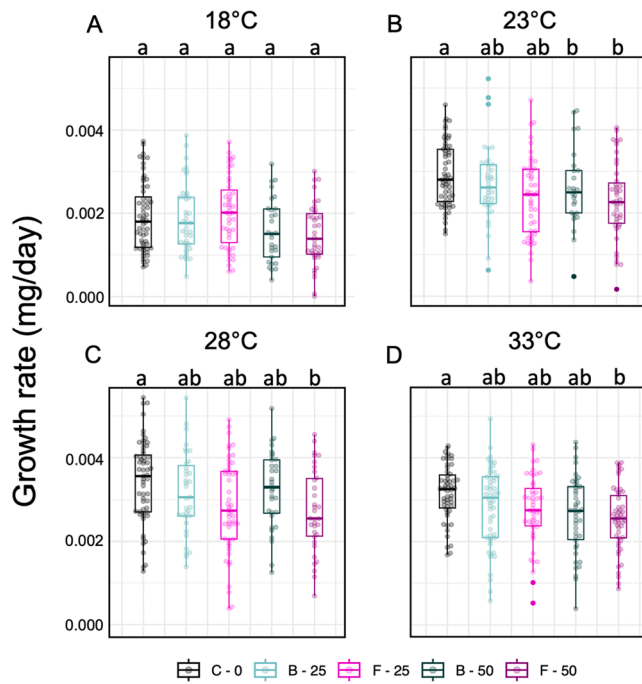 A 18°C B 23°C
a a a a a a ab ab b b
0.004
0.002
0.000
Growth rate (mg/day)
C 28°C D 33°C
a ab ab ab b a ab ab ab b
0.004
0.002
0.000
C - 0 B - 25 F - 25 B - 50 F - 50